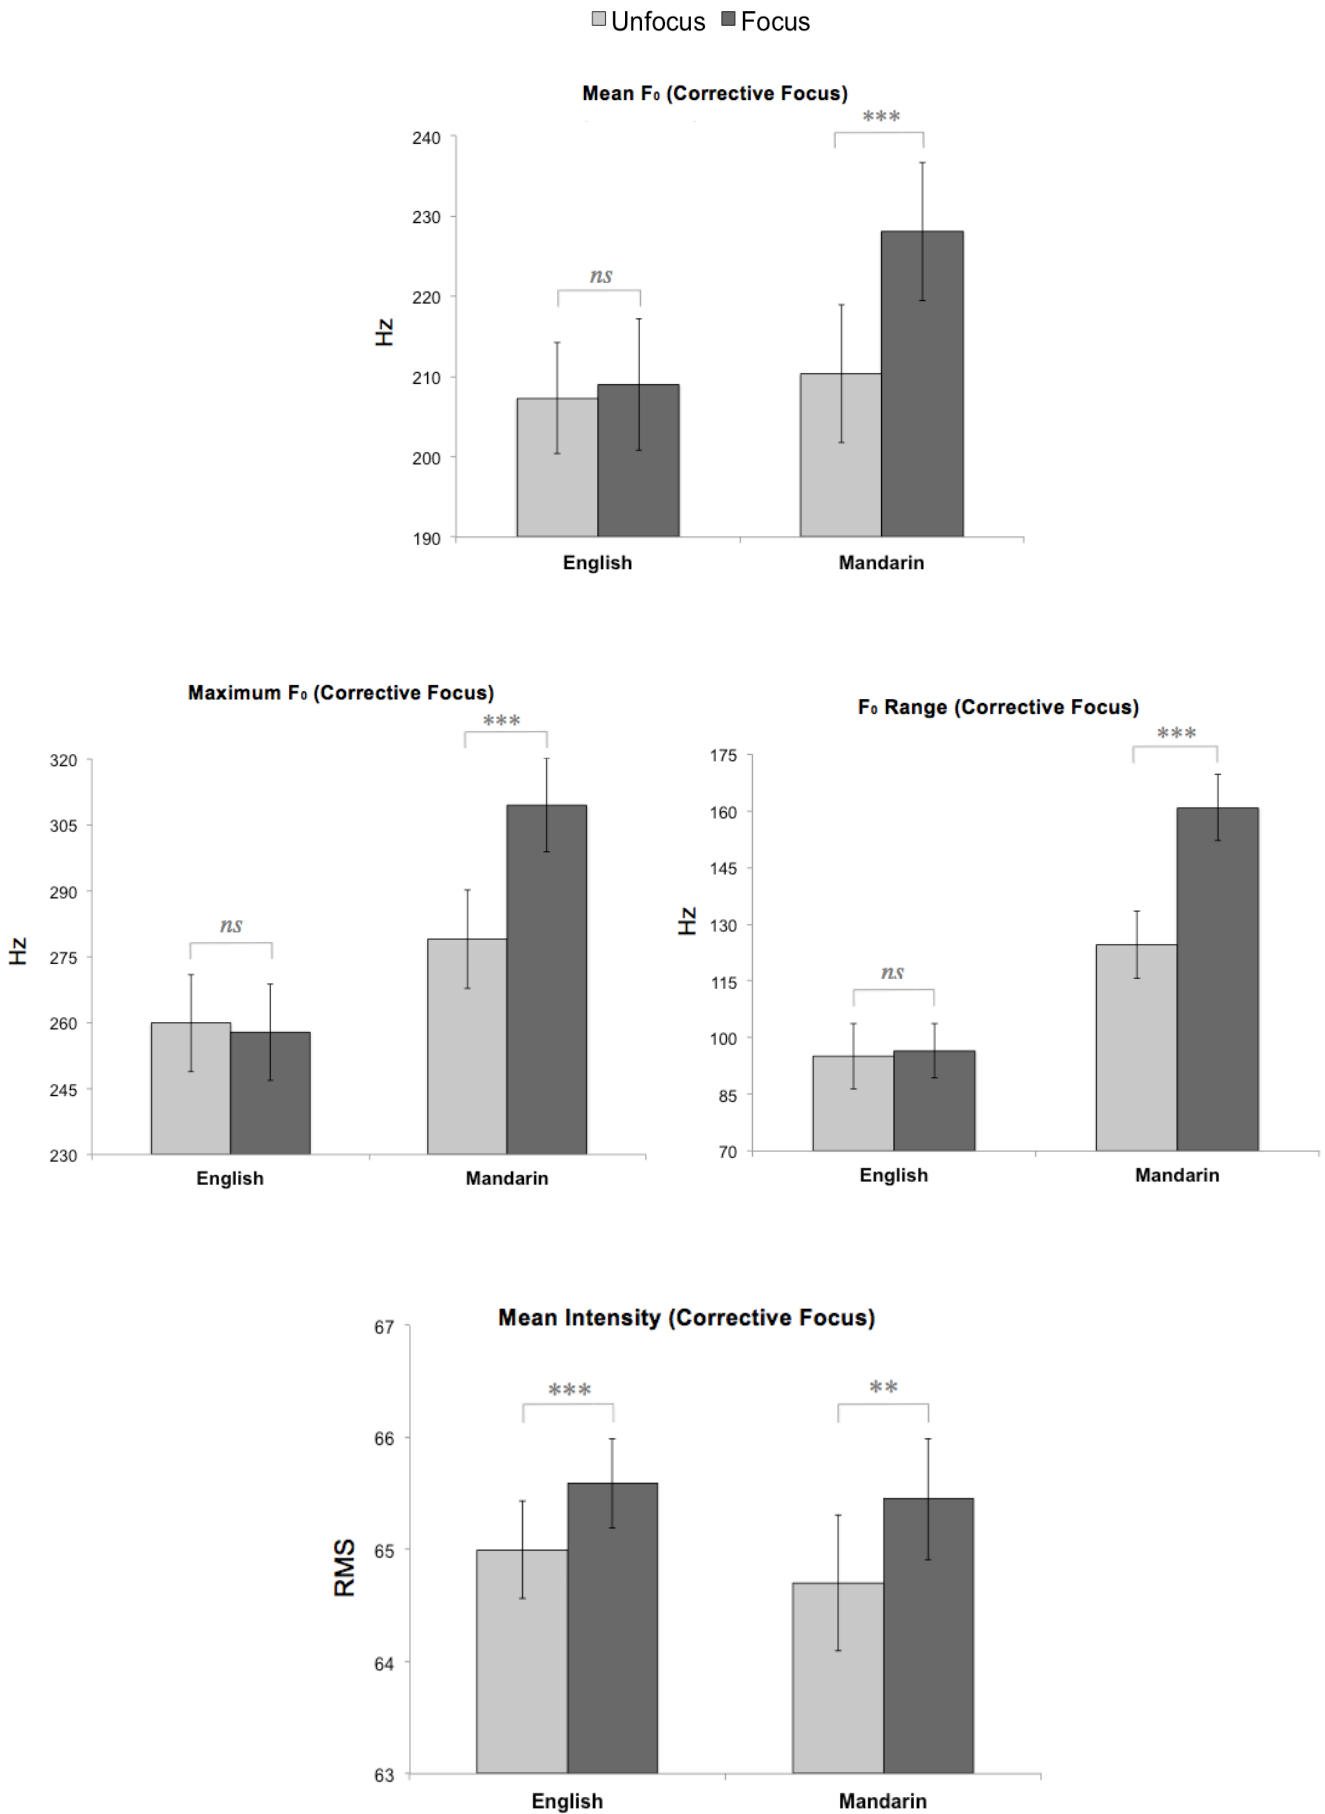 Unfocus Focus
Mean F₀ (Corrective Focus)
***
240
230
ns
220
Hz
210
200
190
English Mandarin
Maximum F₀ (Corrective Focus)
***
320
305
290
ns
Hz
275
260
245
230
English Mandarin
F₀ Range (Corrective Focus)
***
175
160
145
130
Hz
115
ns
100
85
70
English Mandarin
Mean Intensity (Corrective Focus)
67
*** **
66
65
RMS
64
63
English Mandarin